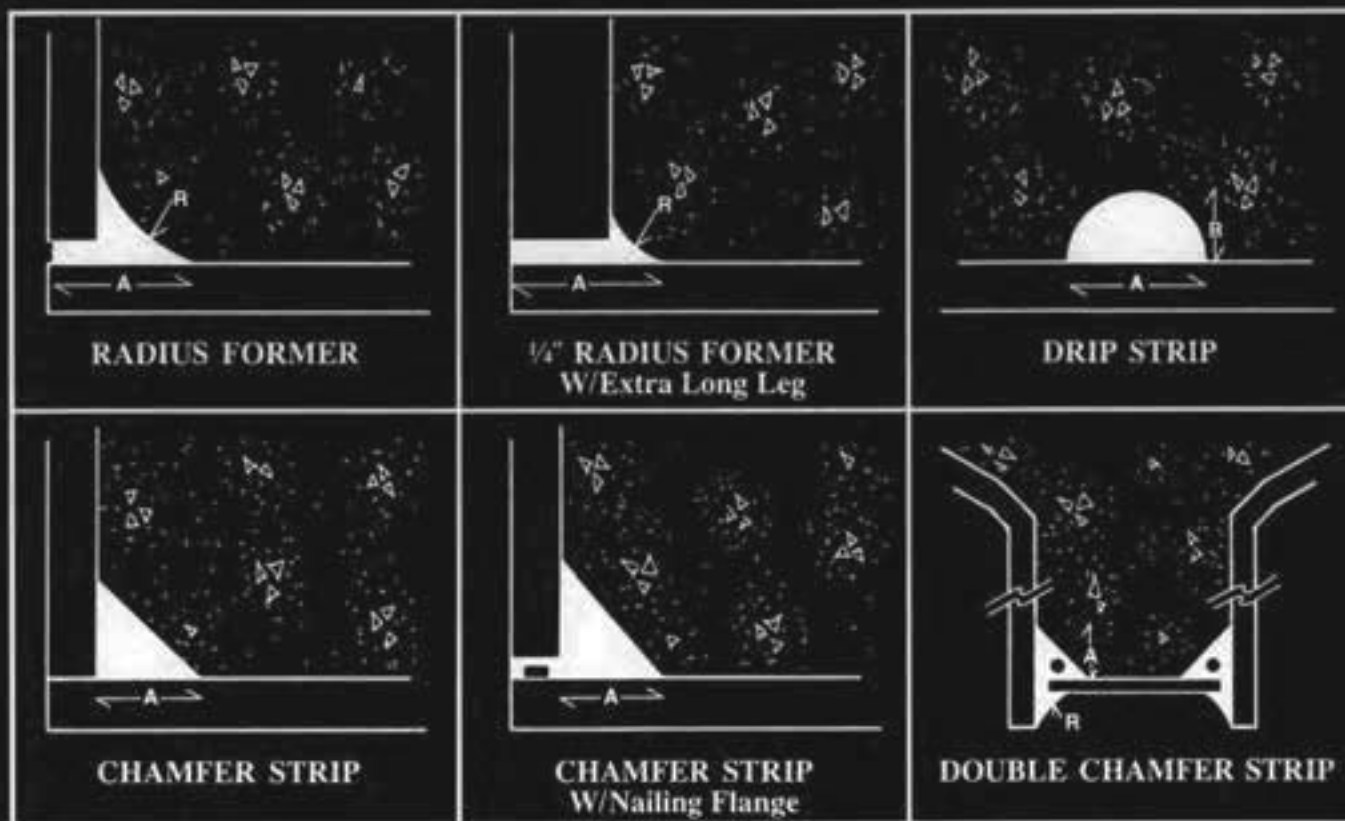 R
A
RADIUS FORMER
R
A
¼" RADIUS FORMER
W/Extra Long Leg
R
A
DRIP STRIP
A
CHAMFER STRIP
A
CHAMFER STRIP
W/Nailing Flange
A
R
DOUBLE CHAMFER STRIP